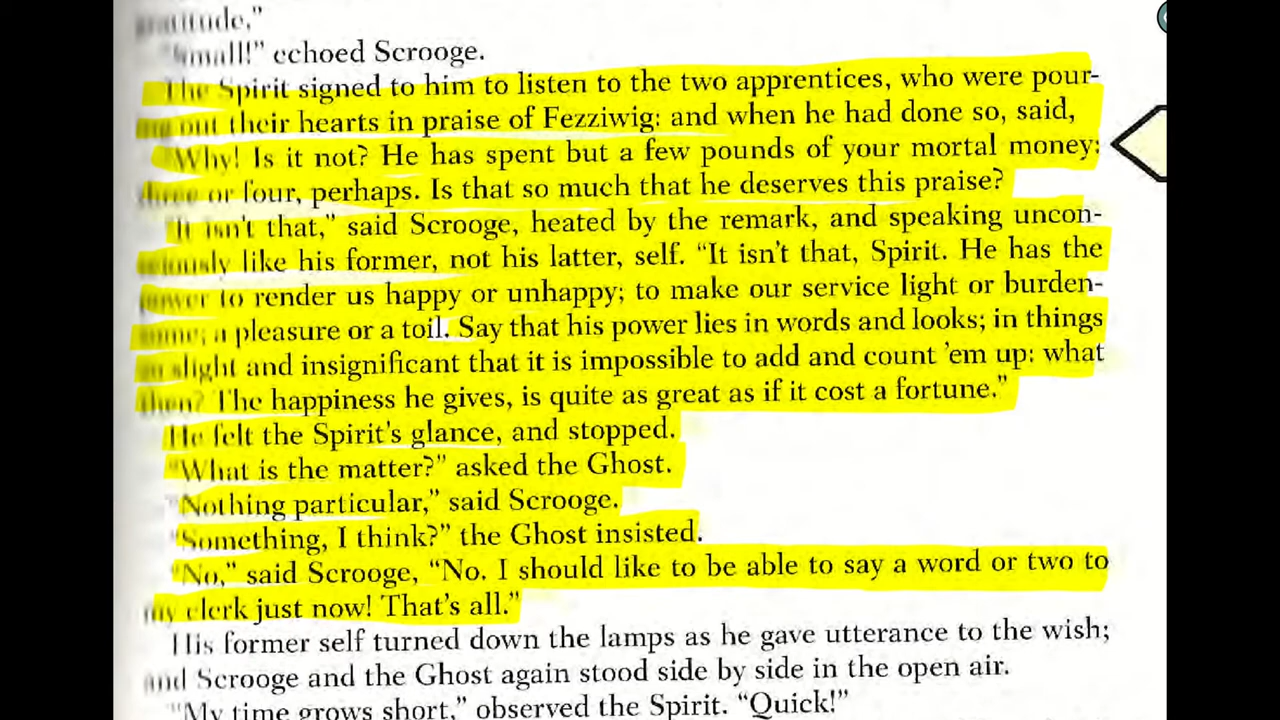 gratitude."
"Small!" echoed Scrooge.
The Spirit signed to him to listen to the two apprentices, who were pour-
ing out their hearts in praise of Fezziwig: and when he had done so, said,
"Why! Is it not? He has spent but a few pounds of your mortal money:
three or four, perhaps. Is that so much that he deserves this praise?
"It isn't that," said Scrooge, heated by the remark, and speaking uncon-
sciously like his former, not his latter, self. "It isn't that, Spirit. He has the
power to render us happy or unhappy; to make our service light or burden-
some; a pleasure or a toil. Say that his power lies in words and looks; in things
so slight and insignificant that it is impossible to add and count 'em up: what
then? The happiness he gives, is quite as great as if it cost a fortune."
He felt the Spirit's glance, and stopped.
"What is the matter?" asked the Ghost.
"Nothing particular," said Scrooge.
"Something, I think?" the Ghost insisted.
"No," said Scrooge, "No. I should like to be able to say a word or two to
my clerk just now! That's all."
His former self turned down the lamps as he gave utterance to the wish;
and Scrooge and the Ghost again stood side by side in the open air.
"My time grows short," observed the Spirit. "Quick!"